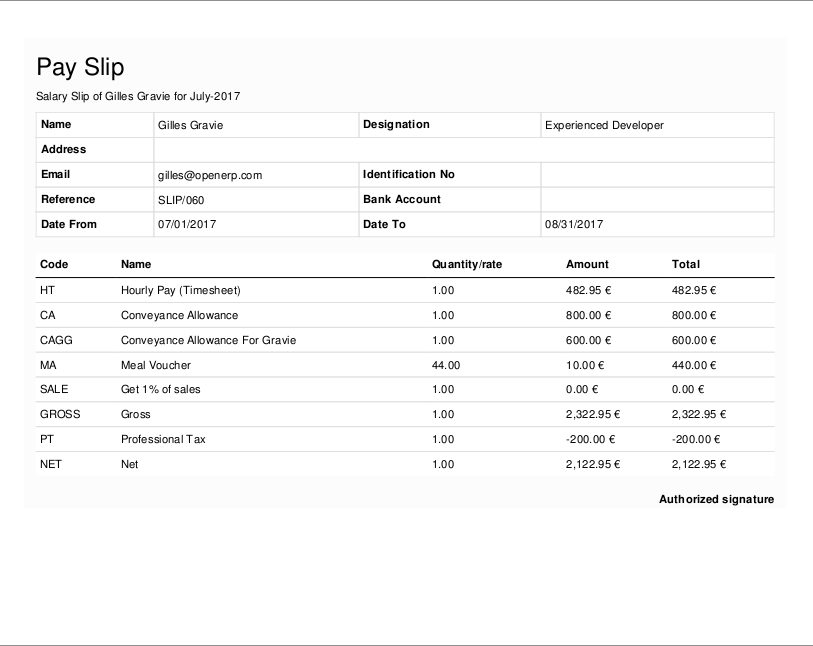 Pay Slip
Salary Slip of Gilles Gravie for July-2017
Name Gilles Gravie Designation Experienced Developer
Address
Email gilles@openerp.com Identification No
Reference SLIP/060 Bank Account
Date From 07/01/2017 Date To 08/31/2017
Code Name Quantity/rate Amount Total
HT Hourly Pay (Timesheet) 1.00 482.95 € 482.95 €
CA Conveyance Allowance 1.00 800.00 € 800.00 €
CAGG Conveyance Allowance For Gravie 1.00 600.00 € 600.00 €
MA Meal Voucher 44.00 10.00 € 440.00 €
SALE Get 1% of sales 1.00 0.00 € 0.00 €
GROSS Gross 1.00 2,322.95 € 2,322.95 €
PT Professional Tax 1.00 -200.00 € -200.00 €
NET Net 1.00 2,122.95 € 2,122.95 €
Authorized signature